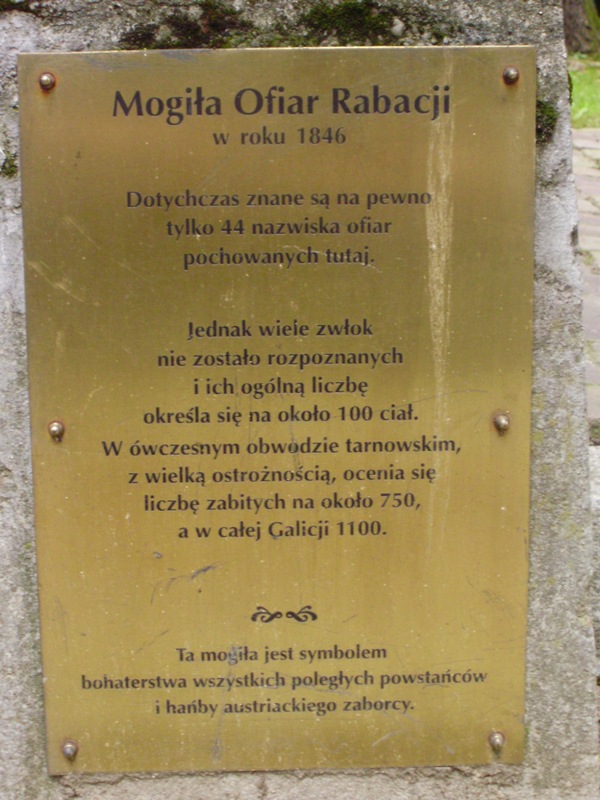 Mogiła Ofiar Rabacji
w roku 1846
Dotychczas znane są na pewno
tylko 44 nazwiska ofiar
pochowanych tutaj.
Jednak wiele zwłok
nie zostało rozpoznanych
i ich ogólną liczbę
określa się na około 100 ciał.
W ówczesnym obwodzie tarnowskim,
z wielką ostrożnością, ocenia się
liczbę zabitych na około 750,
a w całej Galicji 1100.
Ta mogiła jest symbolem
bohaterstwa wszystkich poległych powstańców
i hańby austriackiego zaborcy.